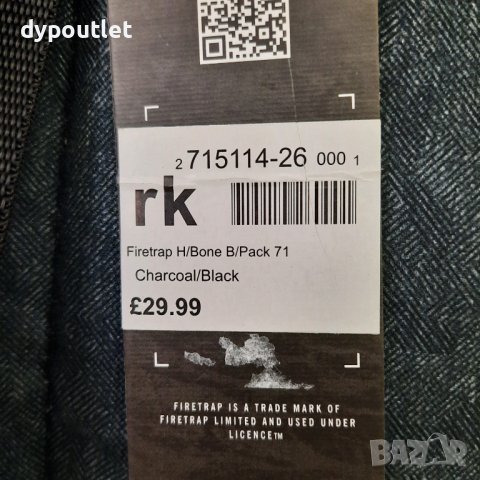 dypoutlet
2 715114-26 000 1
rk
Firetrap H/Bone B/Pack 71
Charcoal/Black
£29.99
FIRETRAP IS A TRADE MARK OF
FIRETRAP LIMITED AND USED UNDER
LICENCE™
BAZAR